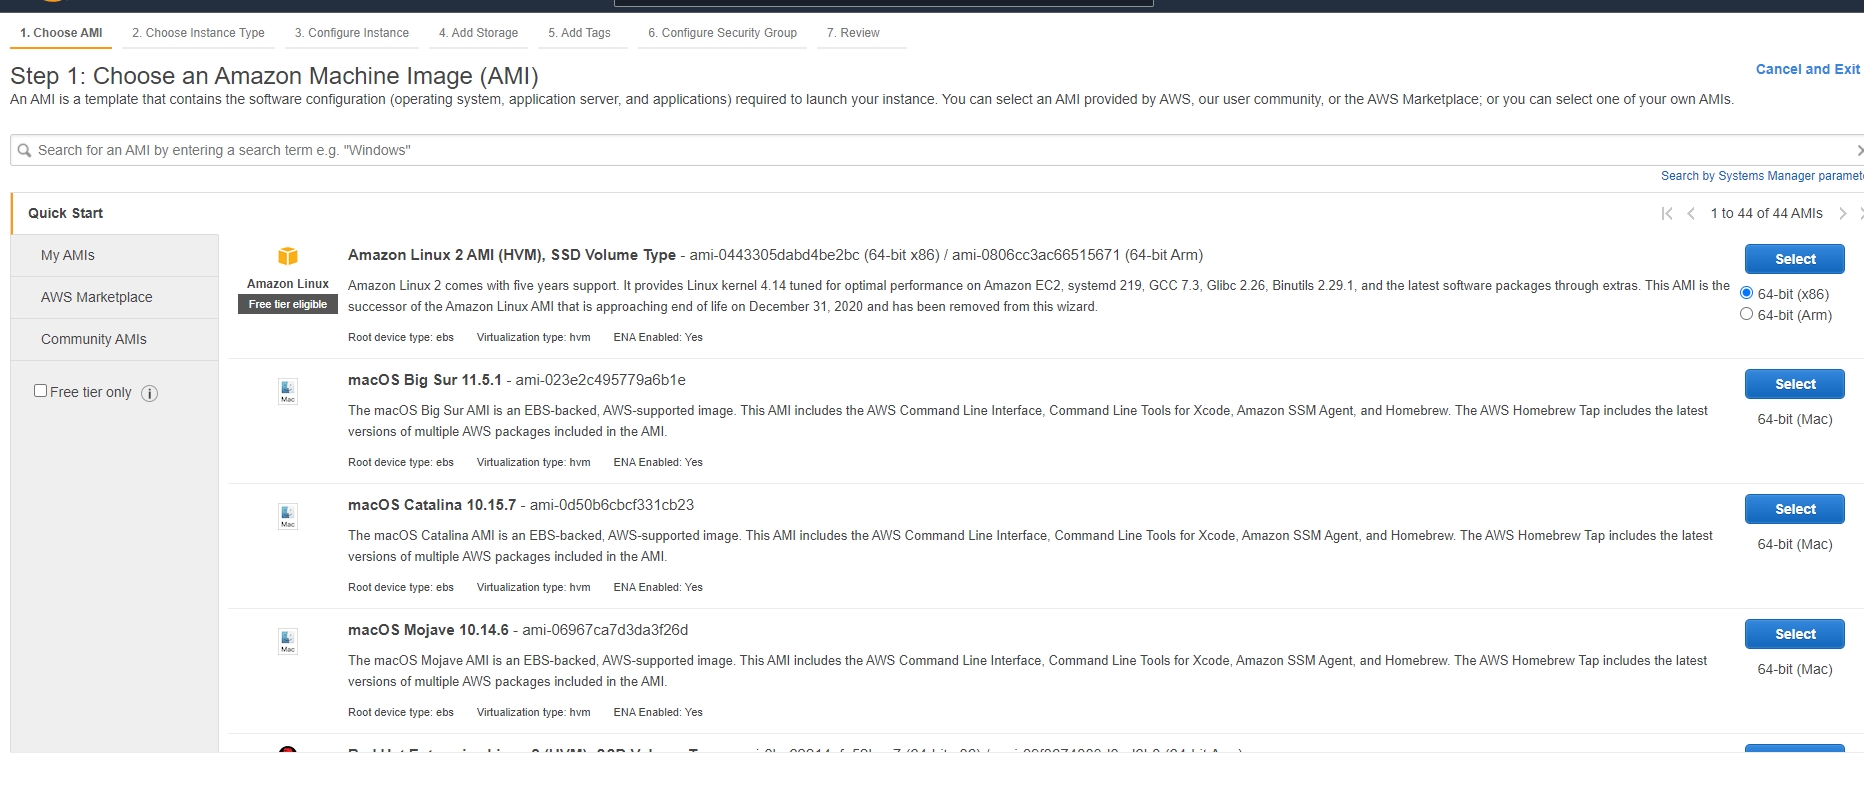 1. Choose AMI
2. Choose Instance Type
3. Configure Instance
4. Add Storage
5. Add Tags
6. Configure Security Group
7. Review
Step 1: Choose an Amazon Machine Image (AMI)
Cancel and Exit
An AMI is a template that contains the software configuration (operating system, application server, and applications) required to launch your instance. You can select an AMI provided by AWS, our user community, or the AWS Marketplace; or you can select one of your own AMIs.
Search for an AMI by entering a search term e.g. "Windows"
Search by Systems Manager paramet
Quick Start
1 to 44 of 44 AMIs
My AMIs
AWS Marketplace
Community AMIs
Free tier only
i
Amazon Linux
Free tier eligible
Amazon Linux 2 AMI (HVM), SSD Volume Type - ami-0443305dabd4be2bc (64-bit x86) / ami-0806cc3ac66515671 (64-bit Arm)
Amazon Linux 2 comes with five years support. It provides Linux kernel 4.14 tuned for optimal performance on Amazon EC2, systemd 219, GCC 7.3, Glibc 2.26, Binutils 2.29.1, and the latest software packages through extras. This AMI is the
successor of the Amazon Linux AMI that is approaching end of life on December 31, 2020 and has been removed from this wizard.
Root device type: ebs Virtualization type: hvm ENA Enabled: Yes
Select
64-bit (x86)
64-bit (Arm)
Mac
macOS Big Sur 11.5.1 - ami-023e2c495779a6b1e
The macOS Big Sur AMI is an EBS-backed, AWS-supported image. This AMI includes the AWS Command Line Interface, Command Line Tools for Xcode, Amazon SSM Agent, and Homebrew. The AWS Homebrew Tap includes the latest
versions of multiple AWS packages included in the AMI.
Root device type: ebs Virtualization type: hvm ENA Enabled: Yes
Select
64-bit (Mac)
Mac
macOS Catalina 10.15.7 - ami-0d50b6cbcf331cb23
The macOS Catalina AMI is an EBS-backed, AWS-supported image. This AMI includes the AWS Command Line Interface, Command Line Tools for Xcode, Amazon SSM Agent, and Homebrew. The AWS Homebrew Tap includes the latest
versions of multiple AWS packages included in the AMI.
Root device type: ebs Virtualization type: hvm ENA Enabled: Yes
Select
64-bit (Mac)
Mac
macOS Mojave 10.14.6 - ami-06967ca7d3da3f26d
The macOS Mojave AMI is an EBS-backed, AWS-supported image. This AMI includes the AWS Command Line Interface, Command Line Tools for Xcode, Amazon SSM Agent, and Homebrew. The AWS Homebrew Tap includes the latest
versions of multiple AWS packages included in the AMI.
Root device type: ebs Virtualization type: hvm ENA Enabled: Yes
Select
64-bit (Mac)